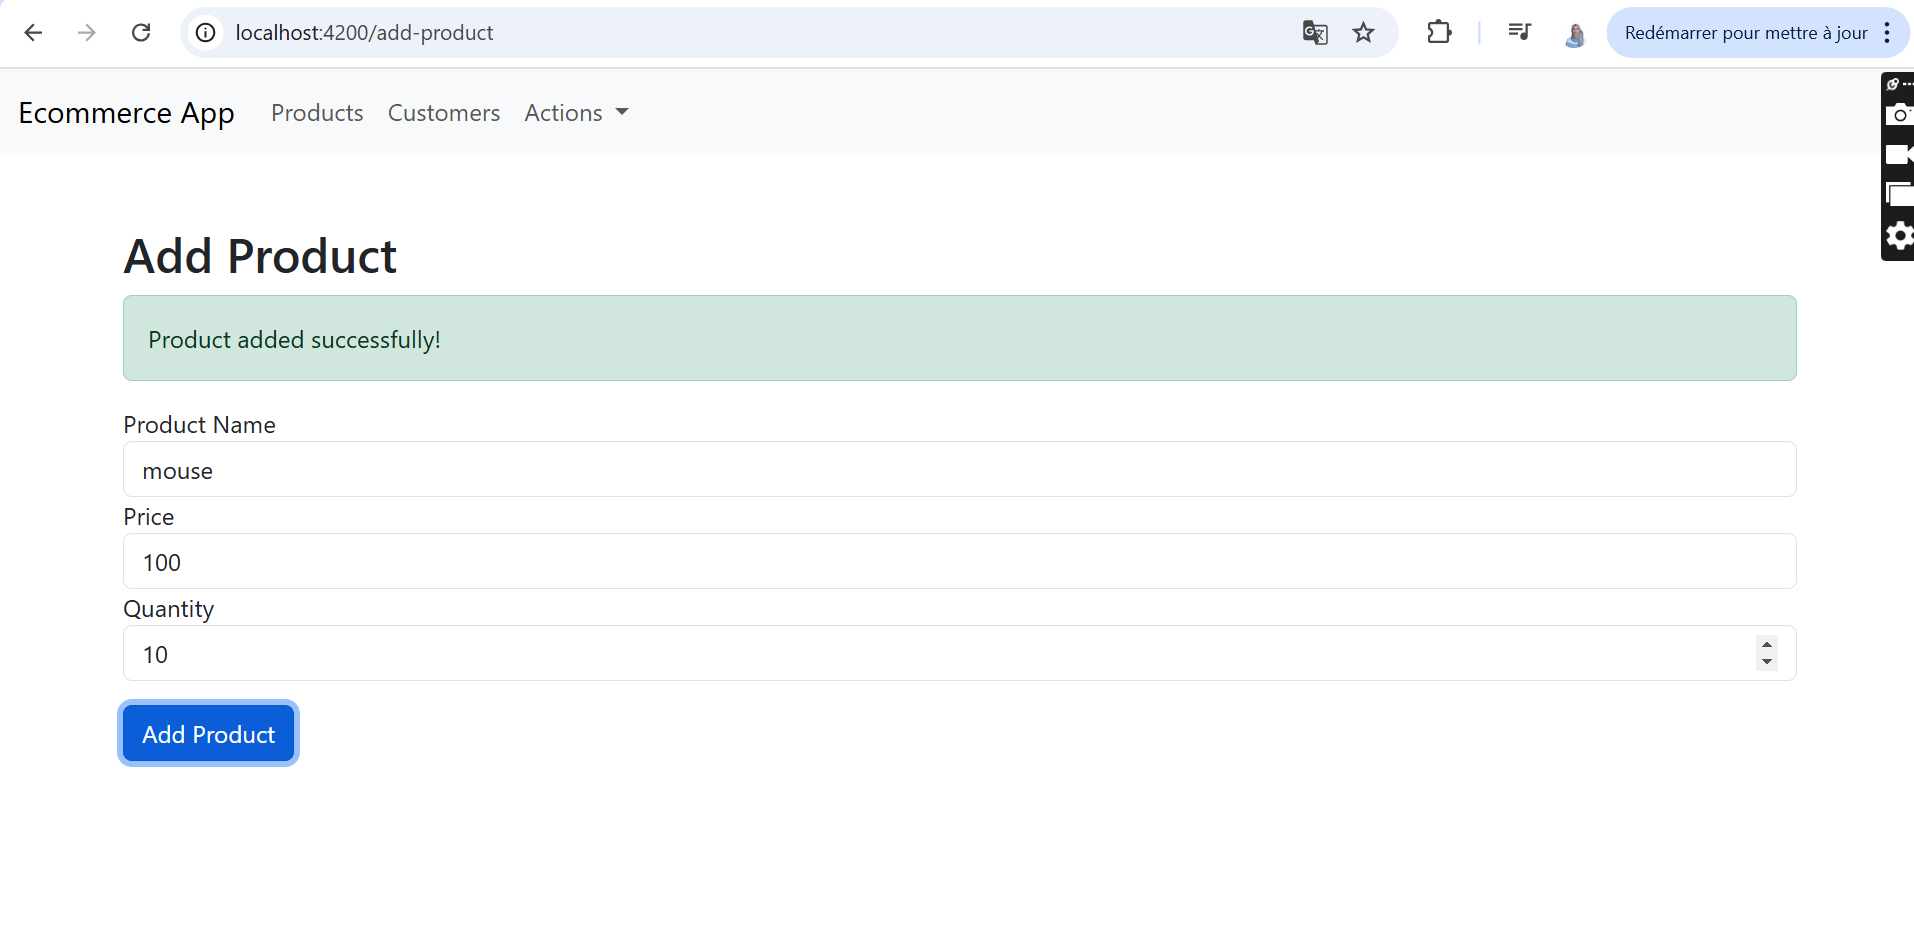 localhost:4200/add-product
Redémarrer pour mettre à jour
Ecommerce App Products Customers Actions
Add Product
Product added successfully!
Product Name
mouse
Price
100
Quantity
10
Add Product